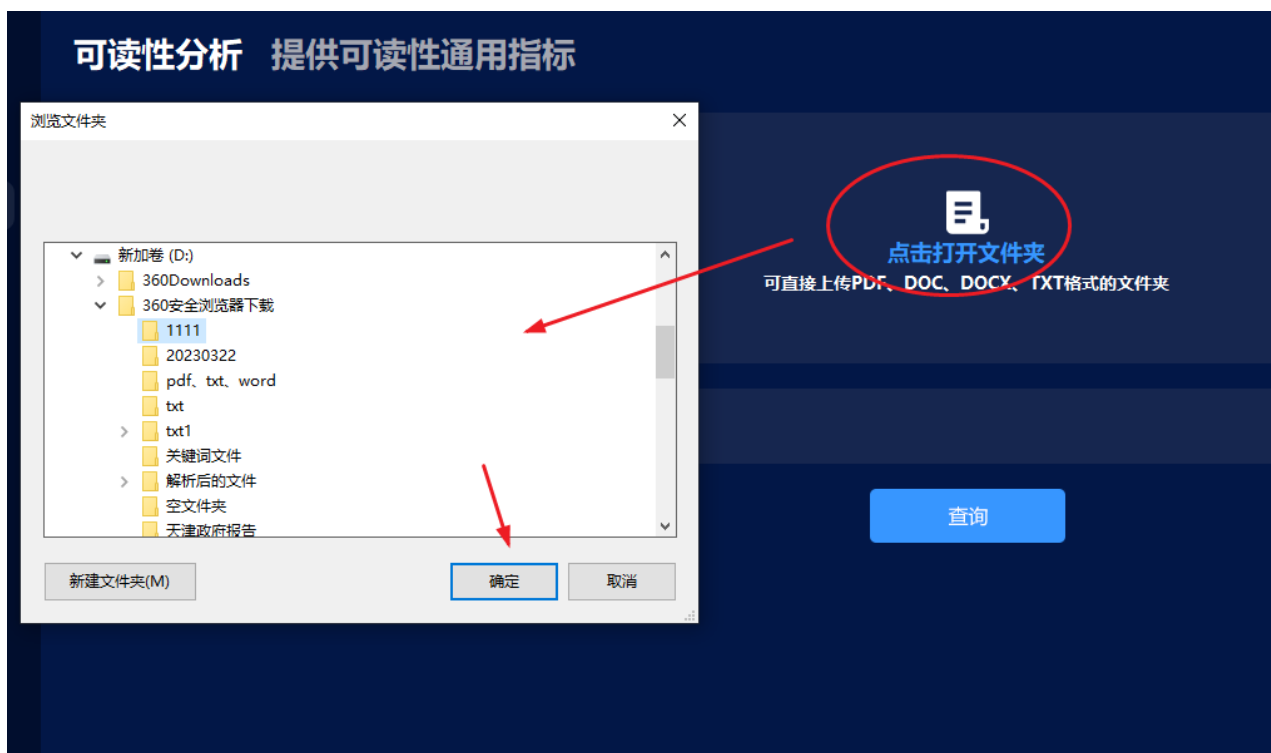 可读性分析 提供可读性通用指标
浏览文件夹
新加卷 (D:)
360Downloads
360安全浏览器下载
1111
20230322
pdf、txt、word
txt
txt1
关键词文件
解析后的文件
空文件夹
天津政府报告
新建文件夹(M)
确定
取消
点击打开文件夹
可直接上传PDF、DOC、DOCX、TXT格式的文件夹
查询